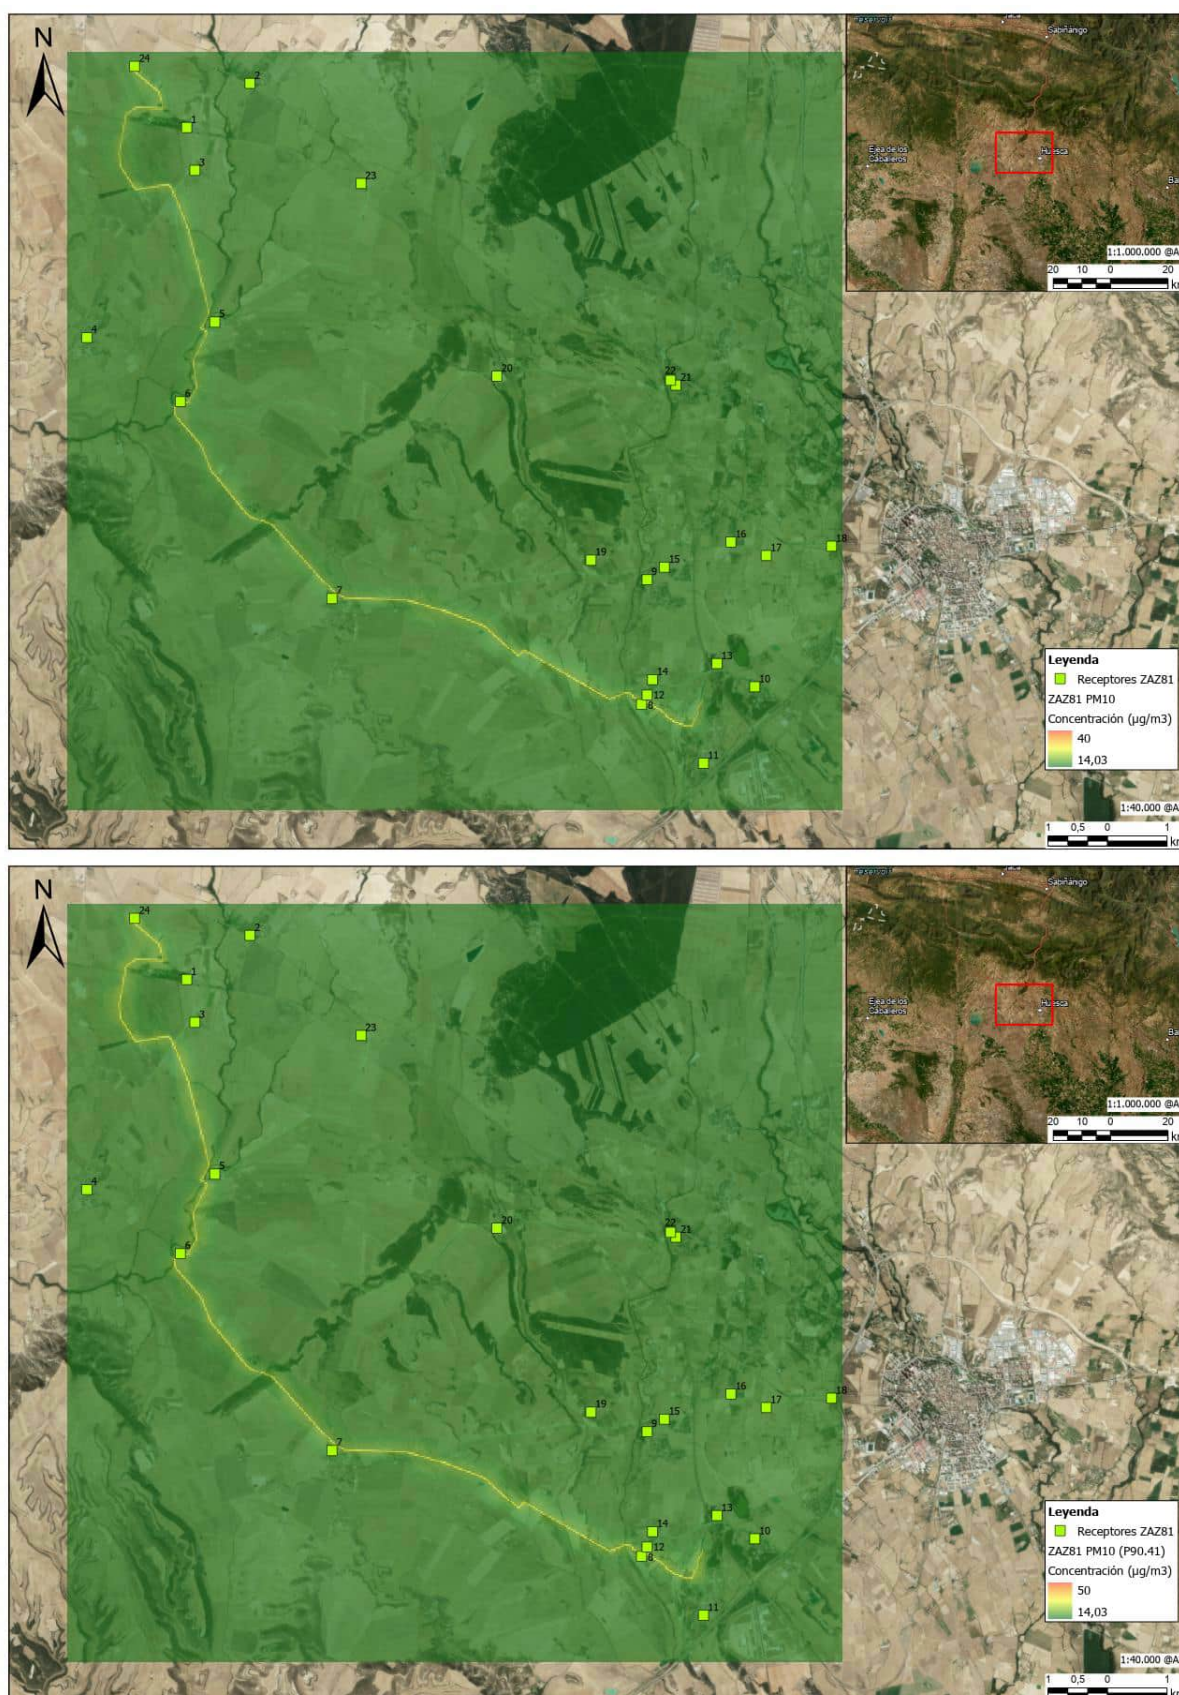 N
24
2
1
3
23
4
5
6
20
22
21
7
19
9
15
16
17
18
14
13
12
10
8
11
Sabiñánigo
Ejea de los
Caballeros
Huesca
Ba
1:1.000.000 @A
20 10 0 20
km
Leyenda
Receptores ZAZ81
ZAZ81 PM10
Concentración (µg/m3)
40
14,03
1:40.000 @A
1 0,5 0 1
km
N
24
2
1
3
23
4
5
6
20
22
21
7
19
9
15
16
17
18
14
13
12
10
8
11
Sabiñánigo
Ejea de los
Caballeros
Huesca
Ba
1:1.000.000 @A
20 10 0 20
km
Leyenda
Receptores ZAZ81
ZAZ81 PM10 (P90.41)
Concentración (µg/m3)
50
14,03
1:40.000 @A
1 0,5 0 1
km